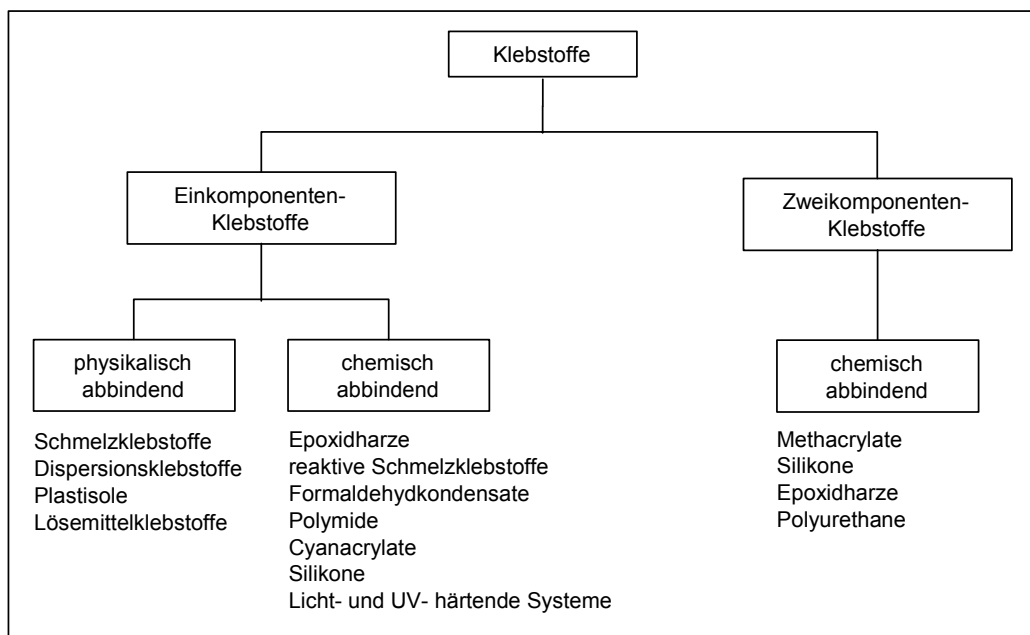 Klebstoffe
Einkomponenten-
Klebstoffe
Zweikomponenten-
Klebstoffe
physikalisch
abbindend
chemisch
abbindend
chemisch
abbindend
Schmelzklebstoffe
Dispersionsklebstoffe
Plastisole
Lösemittelklebstoffe
Epoxidharze
reaktive Schmelzklebstoffe
Formaldehydkondensate
Polymide
Cyanacrylate
Silikone
Licht- und UV- härtende Systeme
Methacrylate
Silikone
Epoxidharze
Polyurethane